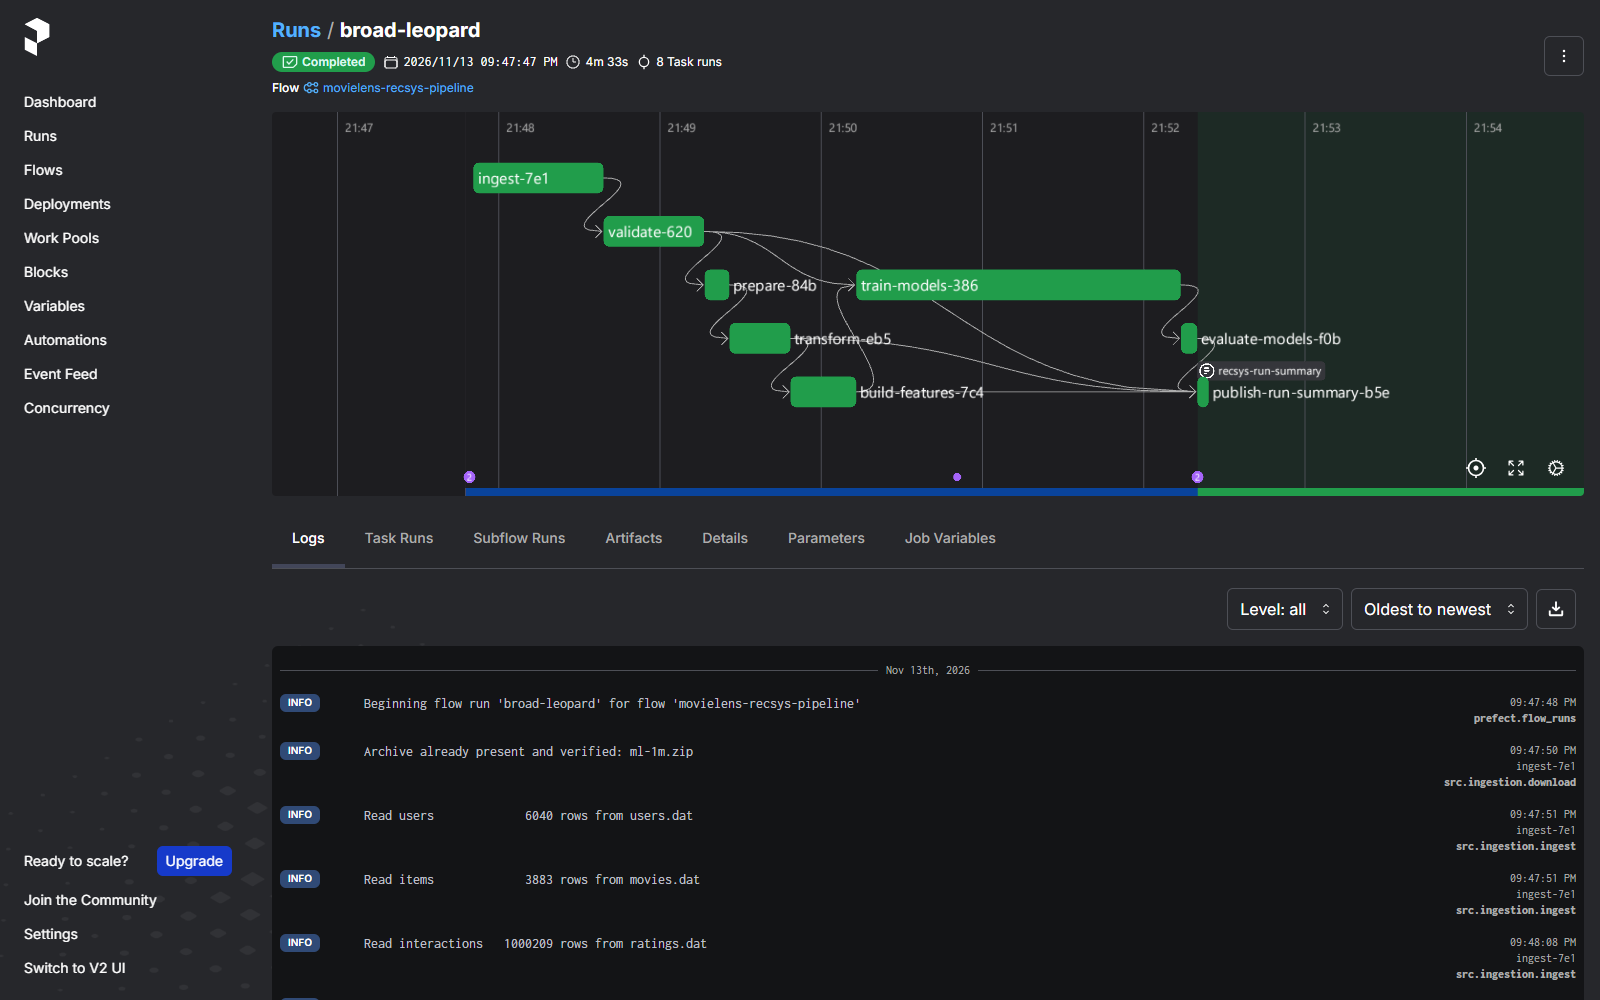 Runs / broad-leopard
Completed 2026/11/13 09:47:47 PM 4m 33s 8 Task runs
Flow movielens-recsys-pipeline
Dashboard
Runs
Flows
Deployments
Work Pools
Blocks
Variables
Automations
Event Feed
Concurrency
Ready to scale? Upgrade
Join the Community
Settings
Switch to V2 UI
21:47 21:48 21:49 21:50 21:51 21:52 21:53 21:54
ingest-7e1
validate-620
prepare-84b train-models-386
transform-eb5 evaluate-models-f0b
recsys-run-summary
build-features-7c4 publish-run-summary-b5e
2 2
Logs Task Runs Subflow Runs Artifacts Details Parameters Job Variables
Level: all Oldest to newest
Nov 13th, 2026
INFO Beginning flow run 'broad-leopard' for flow 'movielens-recsys-pipeline' 09:47:48 PM
prefect.flow_runs
INFO Archive already present and verified: ml-1m.zip 09:47:50 PM
ingest-7e1
src.ingestion.download
INFO Read users 6040 rows from users.dat 09:47:51 PM
ingest-7e1
src.ingestion.ingest
INFO Read items 3883 rows from movies.dat 09:47:51 PM
ingest-7e1
src.ingestion.ingest
INFO Read interactions 1000209 rows from ratings.dat 09:48:08 PM
ingest-7e1
src.ingestion.ingest